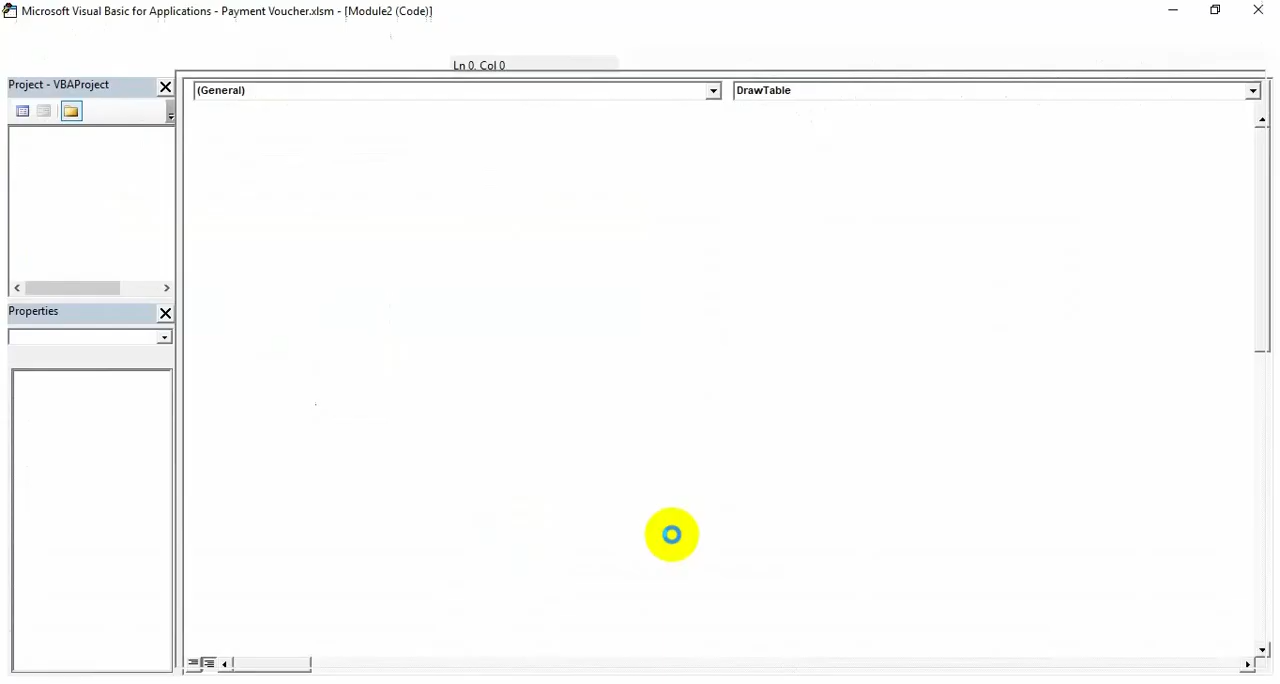 Microsoft Visual Basic for Applications - Payment Voucher.xlsm - [Module2 (Code)]
Ln 0, Col 0
Project - VBAProject
(General)
DrawTable
Properties